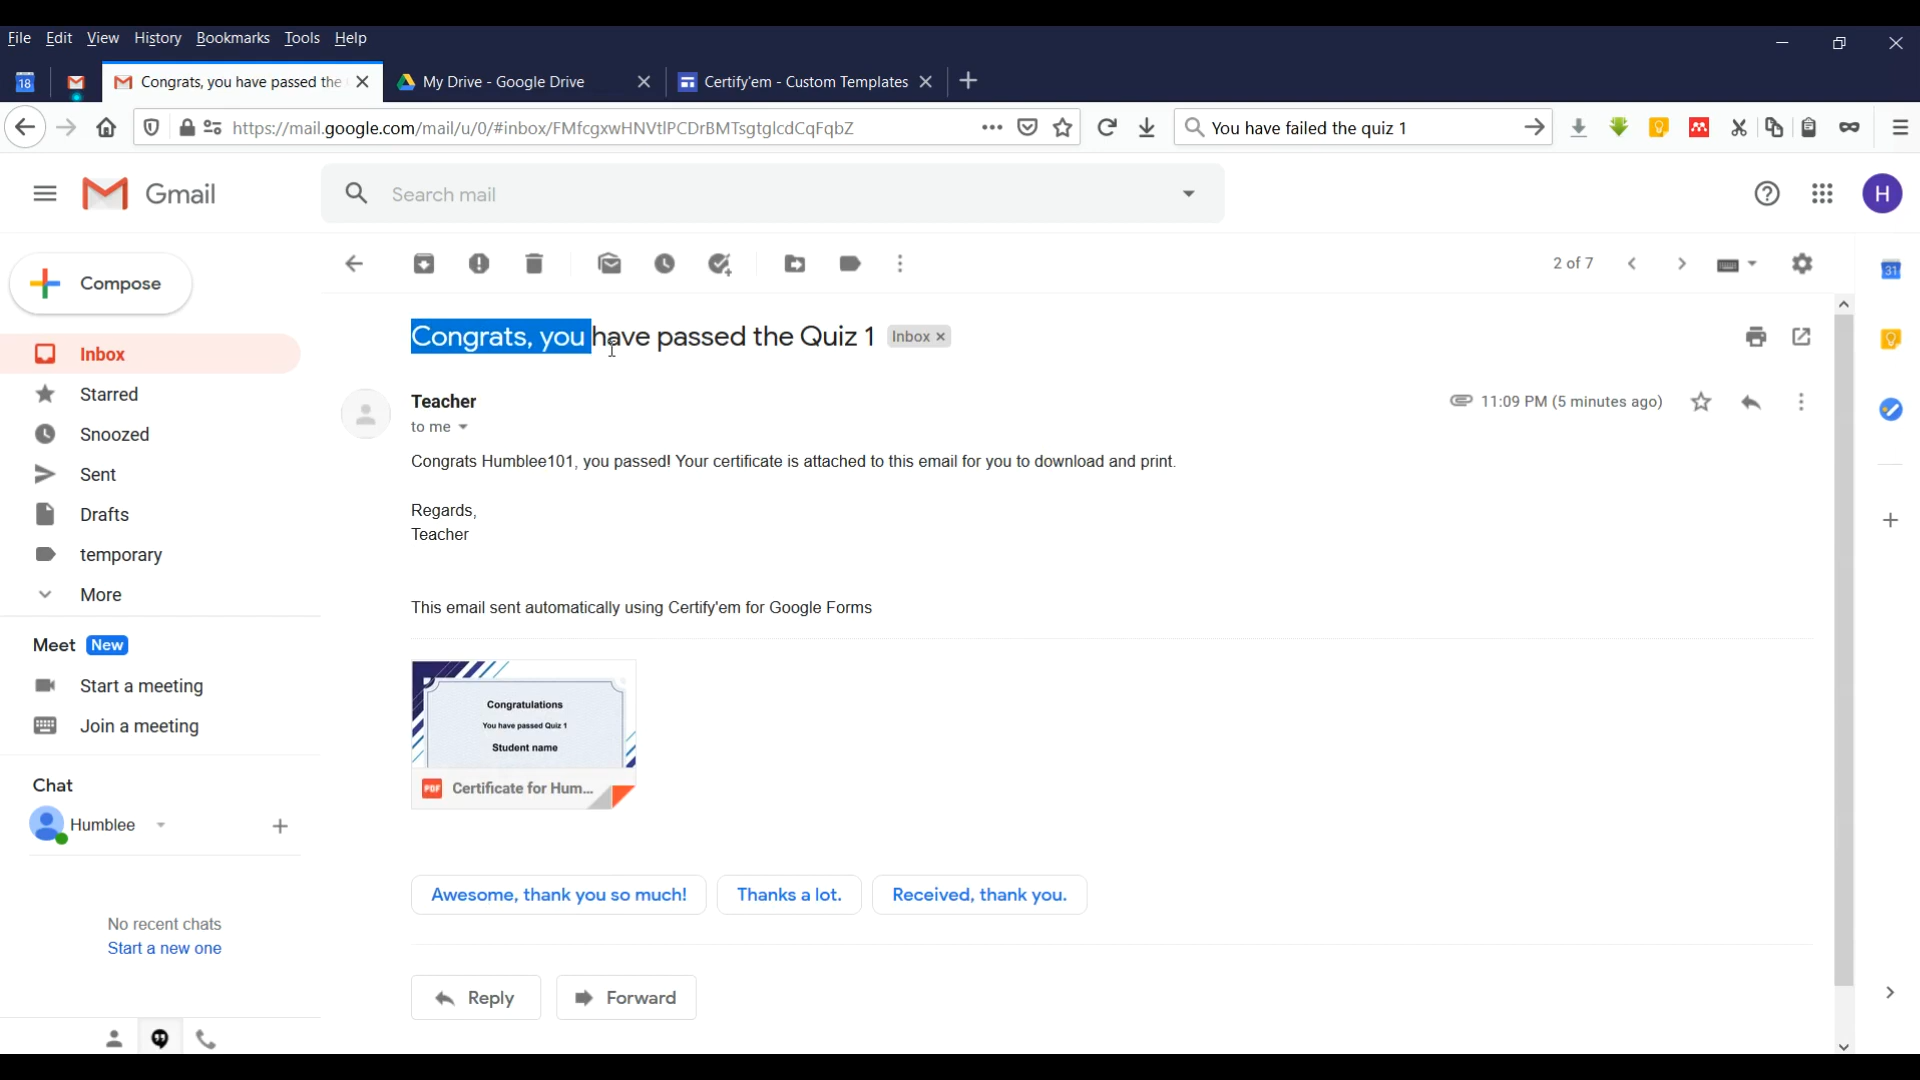 File Edit View History Bookmarks Tools Help
18 Congrats, you have passed the My Drive - Google Drive Certify'em - Custom Templates
https://mail.google.com/mail/u/0/#inbox/FMfcgxwHNVtlPCDrBMTsgtglcdCqFqbZ You have failed the quiz 1
Gmail Search mail H
Compose 2 of 7 31
Congrats, you have passed the Quiz 1 Inbox ×
Inbox
Starred Teacher 11:09 PM (5 minutes ago)
to me
Snoozed
Congrats Humblee101, you passed! Your certificate is attached to this email for you to download and print.
Sent
Regards,
Drafts
Teacher
temporary
More
This email sent automatically using Certify'em for Google Forms
Meet New
Start a meeting
Join a meeting
Congratulations
You have passed Quiz 1
Student name
PDF Certificate for Hum...
Chat
Humblee
Awesome, thank you so much! Thanks a lot. Received, thank you.
No recent chats
Start a new one
Reply Forward